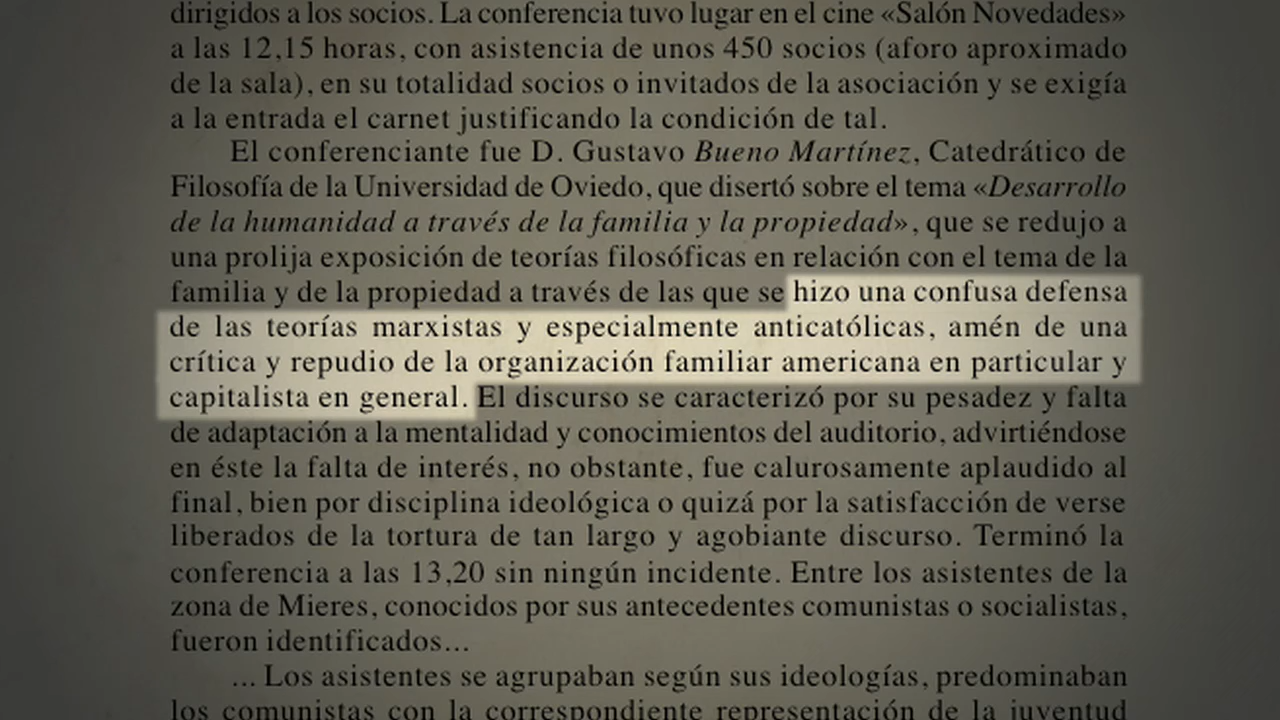 dirigidos a los socios. La conferencia tuvo lugar en el cine «Salón Novedades»
a las 12,15 horas, con asistencia de unos 450 socios (aforo aproximado
de la sala), en su totalidad socios o invitados de la asociación y se exigía
a la entrada el carnet justificando la condición de tal.
El conferenciante fue D. Gustavo Bueno Martínez, Catedrático de
Filosofía de la Universidad de Oviedo, que disertó sobre el tema «Desarrollo
de la humanidad a través de la familia y la propiedad», que se redujo a
una prolija exposición de teorías filosóficas en relación con el tema de la
familia y de la propiedad a través de las que se hizo una confusa defensa
de las teorías marxistas y especialmente anticatólicas, amén de una
crítica y repudio de la organización familiar americana en particular y
capitalista en general. El discurso se caracterizó por su pesadez y falta
de adaptación a la mentalidad y conocimientos del auditorio, advirtiéndose
en éste la falta de interés, no obstante, fue calurosamente aplaudido al
final, bien por disciplina ideológica o quizá por la satisfacción de verse
liberados de la tortura de tan largo y agobiante discurso. Terminó la
conferencia a las 13,20 sin ningún incidente. Entre los asistentes de la
zona de Mieres, conocidos por sus antecedentes comunistas o socialistas,
fueron identificados...
... Los asistentes se agrupaban según sus ideologías, predominaban
los comunistas con la correspondiente representación de la juventud